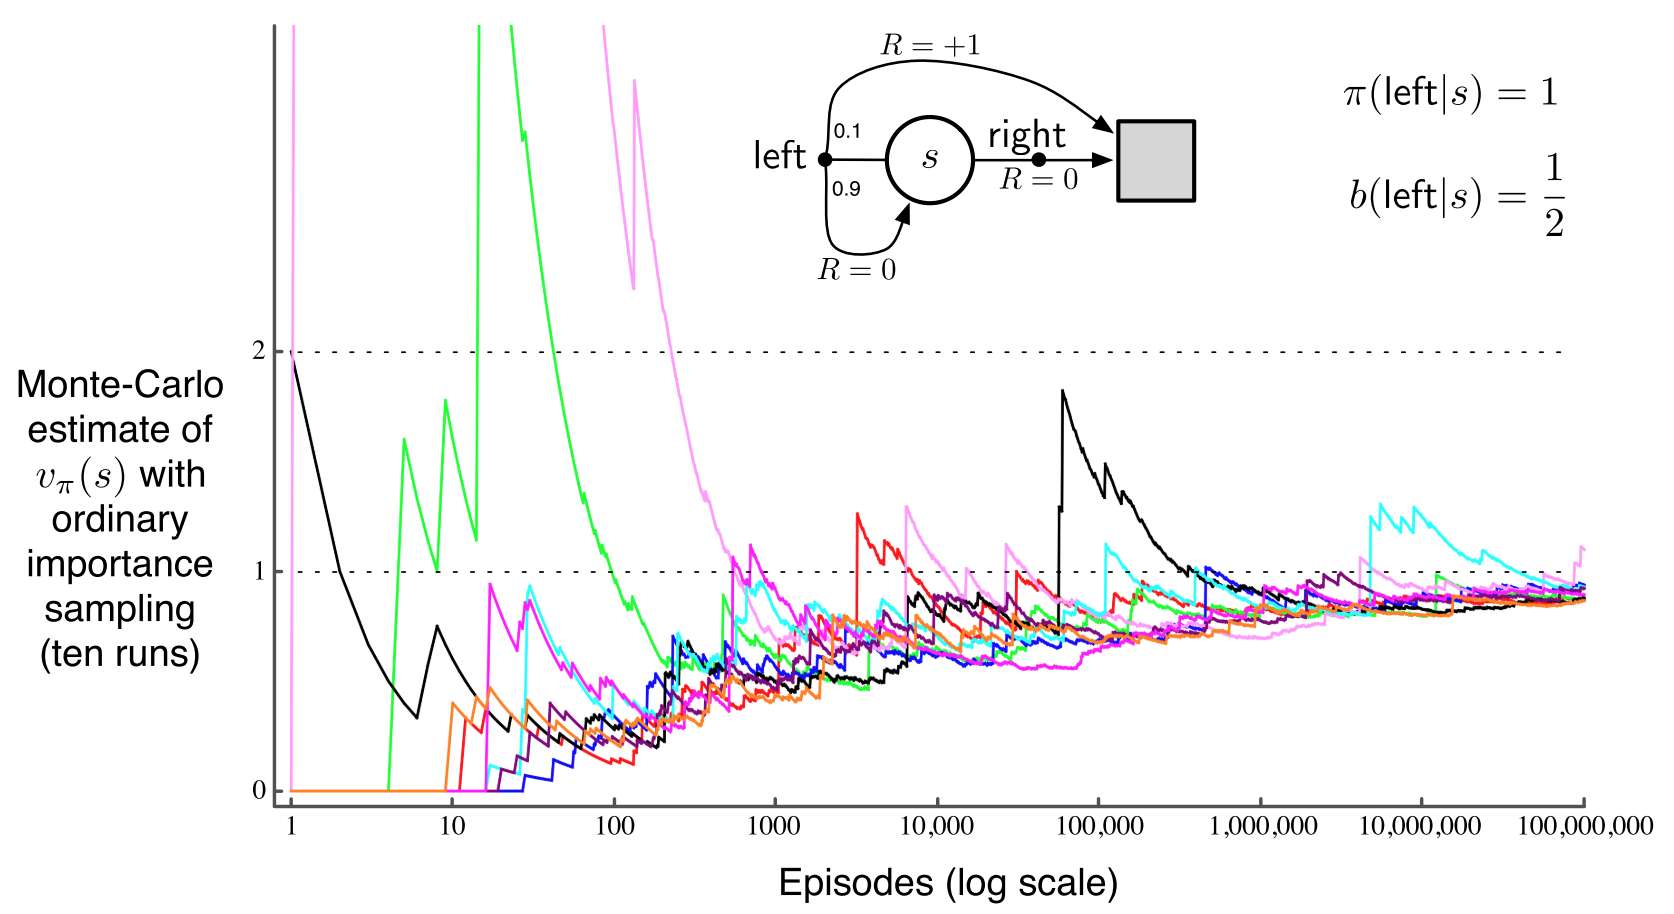 R = +1
π(left|s) = 1
0.1
left
s
right
R = 0
0.9
b(left|s) = 1/2
R = 0
2
Monte-Carlo
estimate of
vπ(s) with
ordinary
importance
sampling
(ten runs)
1
0
1 10 100 1000 10,000 100,000 1,000,000 10,000,000 100,000,000
Episodes (log scale)